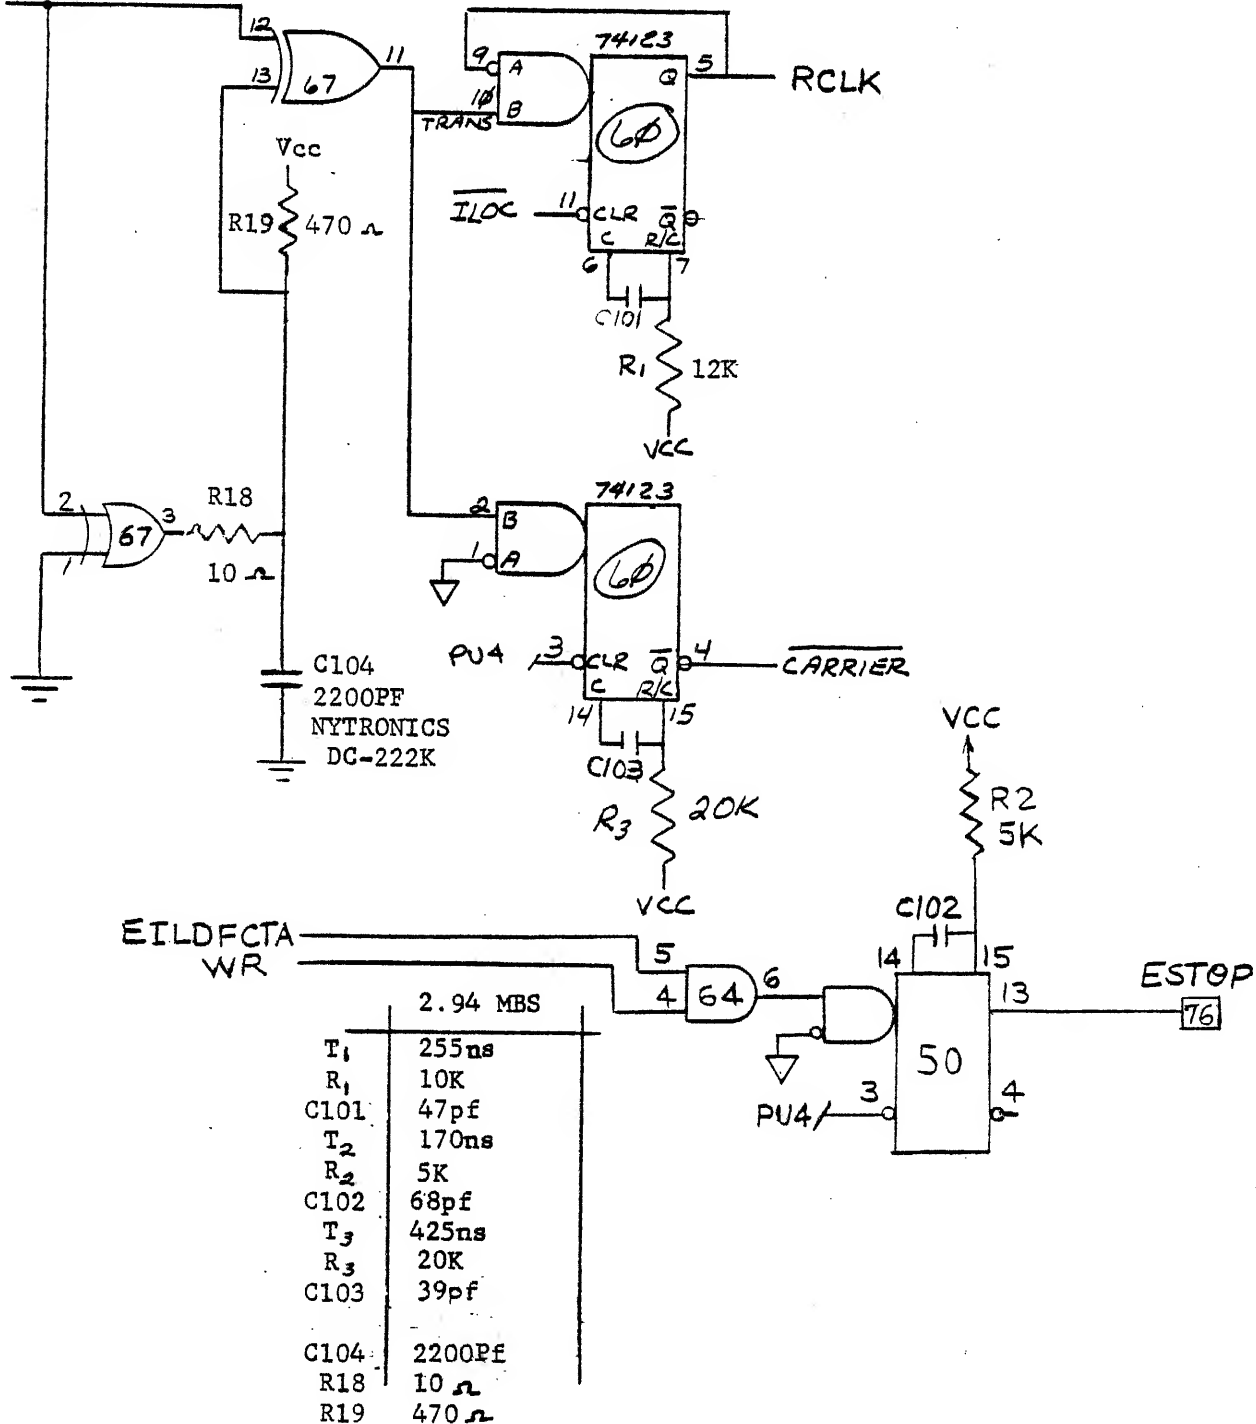 12
13
67
11
9
A
10
B
TRANS
74123
60
Q
5
RCLK
Vcc
R19
470 Ω
ILOC
11
CLR
Q
C
R/C
6
7
C101
R1
12K
VCC
2
1
67
3
R18
10 Ω
C104
2200PF
NYTRONICS
DC-222K
74123
2
B
1
A
60
PU4
3
CLR
Q
4
CARRIER
C
R/C
14
15
C103
R3
20K
VCC
VCC
R2
5K
C102
14
15
EILDFCTA
WR
5
4
64
6
50
13
ESTOP
76
PU4
3
4
2.94 MBS
T1 255ns
R1 10K
C101 47pf
T2 170ns
R2 5K
C102 68pf
T3 425ns
R3 20K
C103 39pf
C104 2200Pf
R18 10 Ω
R19 470 Ω